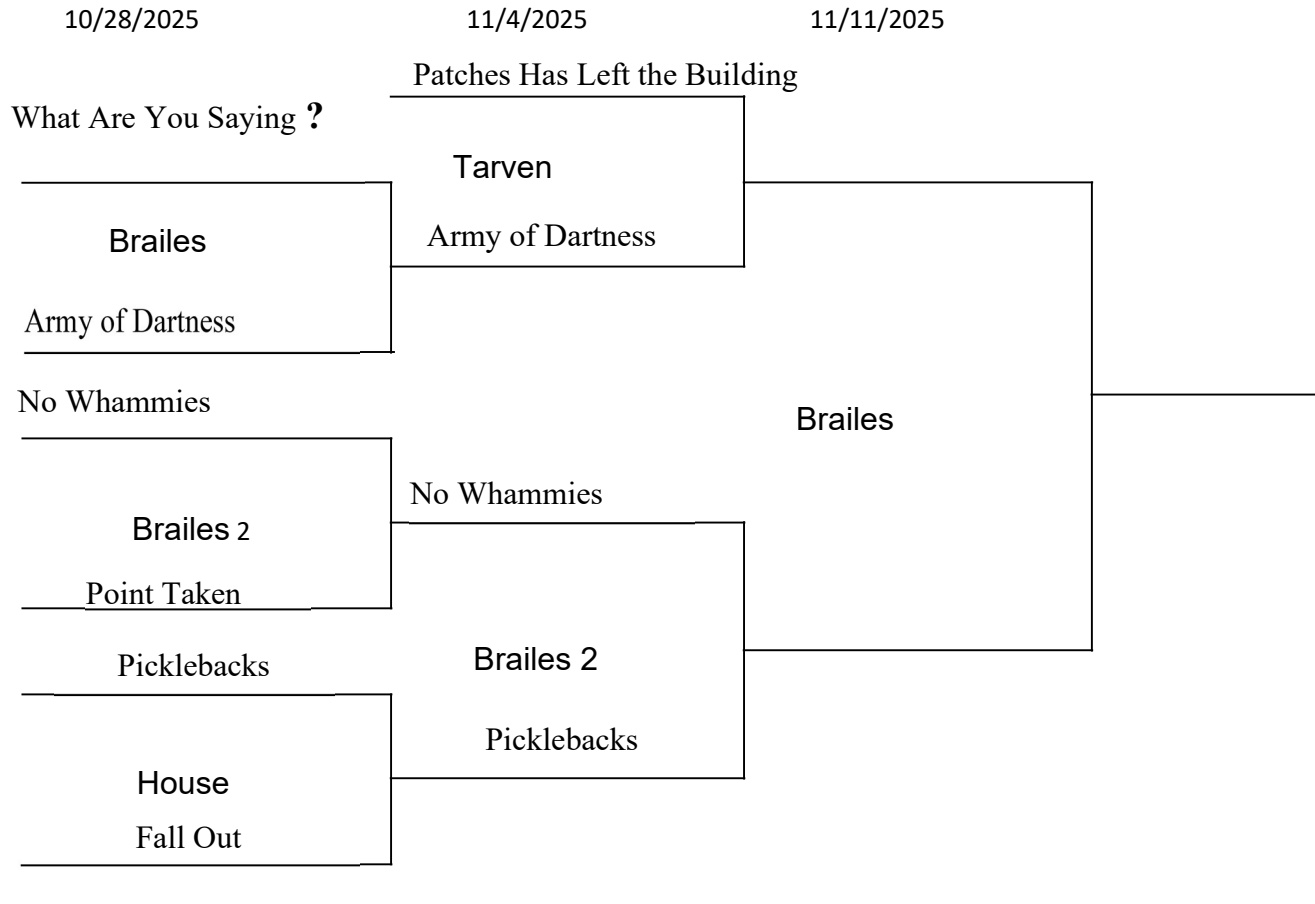 10/28/2025
11/4/2025
11/11/2025
Patches Has Left the Building
What Are You Saying ?
Tarven
Brailes
Army of Dartness
Army of Dartness
No Whammies
Brailes
No Whammies
Brailes 2
Point Taken
Picklebacks
Brailes 2
Picklebacks
House
Fall Out